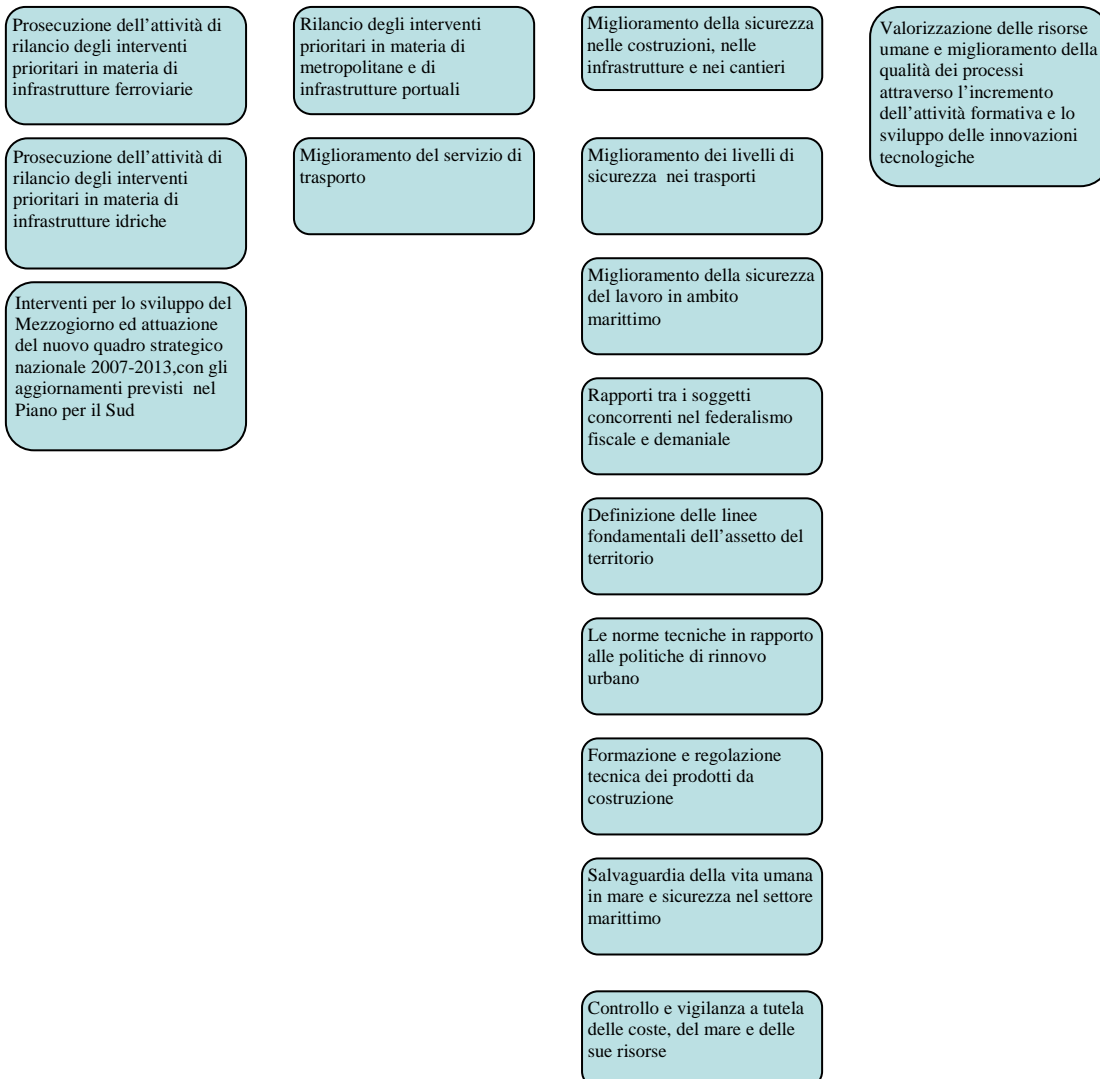 Prosecuzione dell'attività di
rilancio degli interventi
prioritari in materia di
infrastrutture ferroviarie
Prosecuzione dell'attività di
rilancio degli interventi
prioritari in materia di
infrastrutture idriche
Interventi per lo sviluppo del
Mezzogiorno ed attuazione
del nuovo quadro strategico
nazionale 2007-2013,con gli
aggiornamenti previsti nel
Piano per il Sud
Rilancio degli interventi
prioritari in materia di
metropolitane e di
infrastrutture portuali
Miglioramento del servizio di
trasporto
Miglioramento della sicurezza
nelle costruzioni, nelle
infrastrutture e nei cantieri
Miglioramento dei livelli di
sicurezza nei trasporti
Miglioramento della sicurezza
del lavoro in ambito
marittimo
Rapporti tra i soggetti
concorrenti nel federalismo
fiscale e demaniale
Definizione delle linee
fondamentali dell'assetto del
territorio
Le norme tecniche in rapporto
alle politiche di rinnovo
urbano
Formazione e regolazione
tecnica dei prodotti da
costruzione
Salvaguardia della vita umana
in mare e sicurezza nel settore
marittimo
Controllo e vigilanza a tutela
delle coste, del mare e delle
sue risorse
Valorizzazione delle risorse
umane e miglioramento della
qualità dei processi
attraverso l'incremento
dell'attività formativa e lo
sviluppo delle innovazioni
tecnologiche